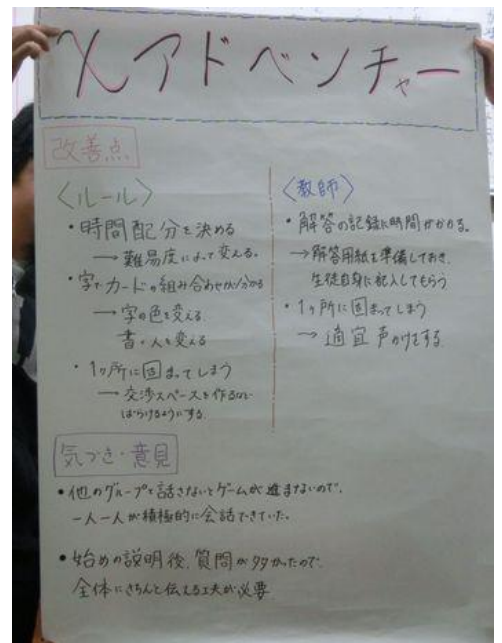 χアドベンチャー
改善点
〈ルール〉
・時間配分を決める
→難易度によって変える。
・字でカードの組み合わせが分かる
→字の色を変える
書く人を変える
・1ヶ所に固まってしまう
→交渉スペースを作るなど
ばらけるようにする。
〈教師〉
・解答の記録に時間がかかる。
→解答用紙を準備しておき、
生徒自身に記入してもらう
・1ヶ所に固まってしまう
→適宜声かけをする
気づき・意見
・他のグループと話さないとゲームが進まないので、
一人一人が積極的に会話できていた。
・始めの説明後、質問が多かったので
全体にきちんと伝える工夫が必要